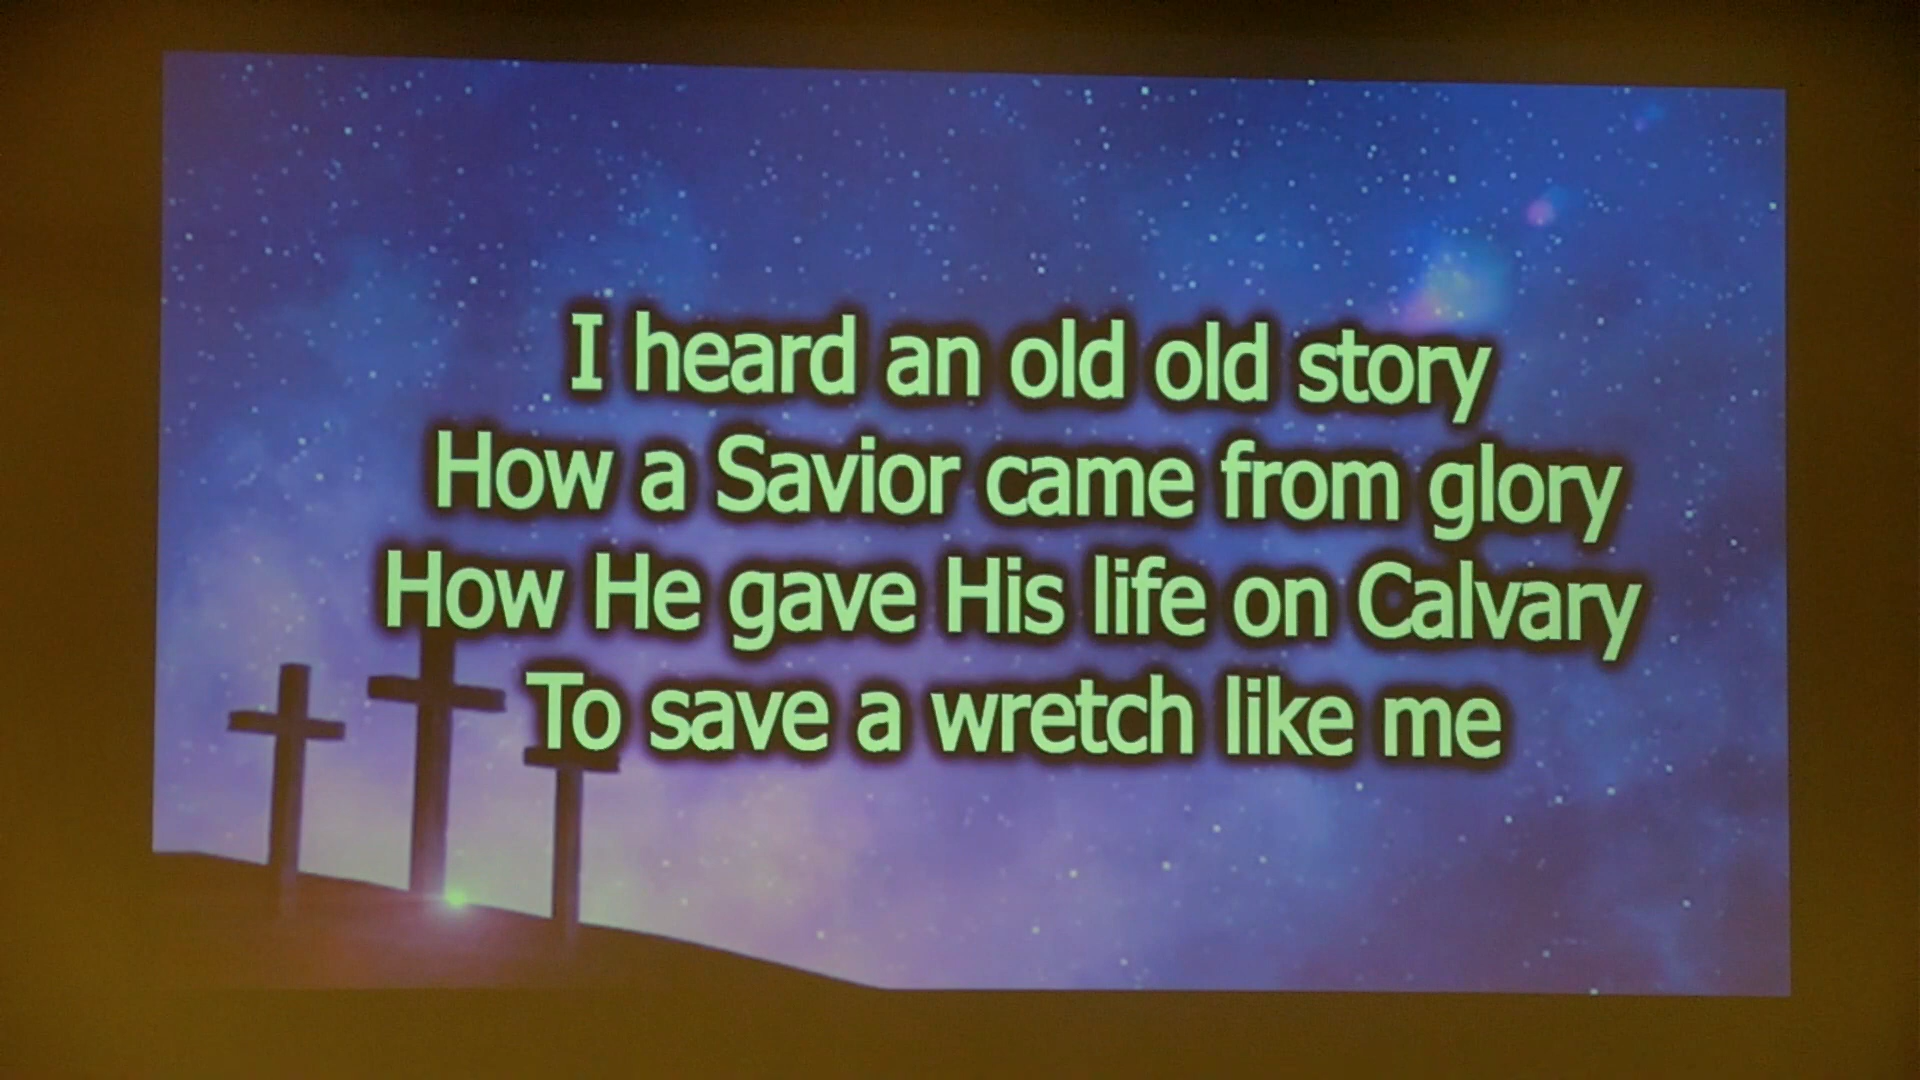 I heard an old old story
How a Savior came from glory
How He gave His life on Calvary
To save a wretch like me